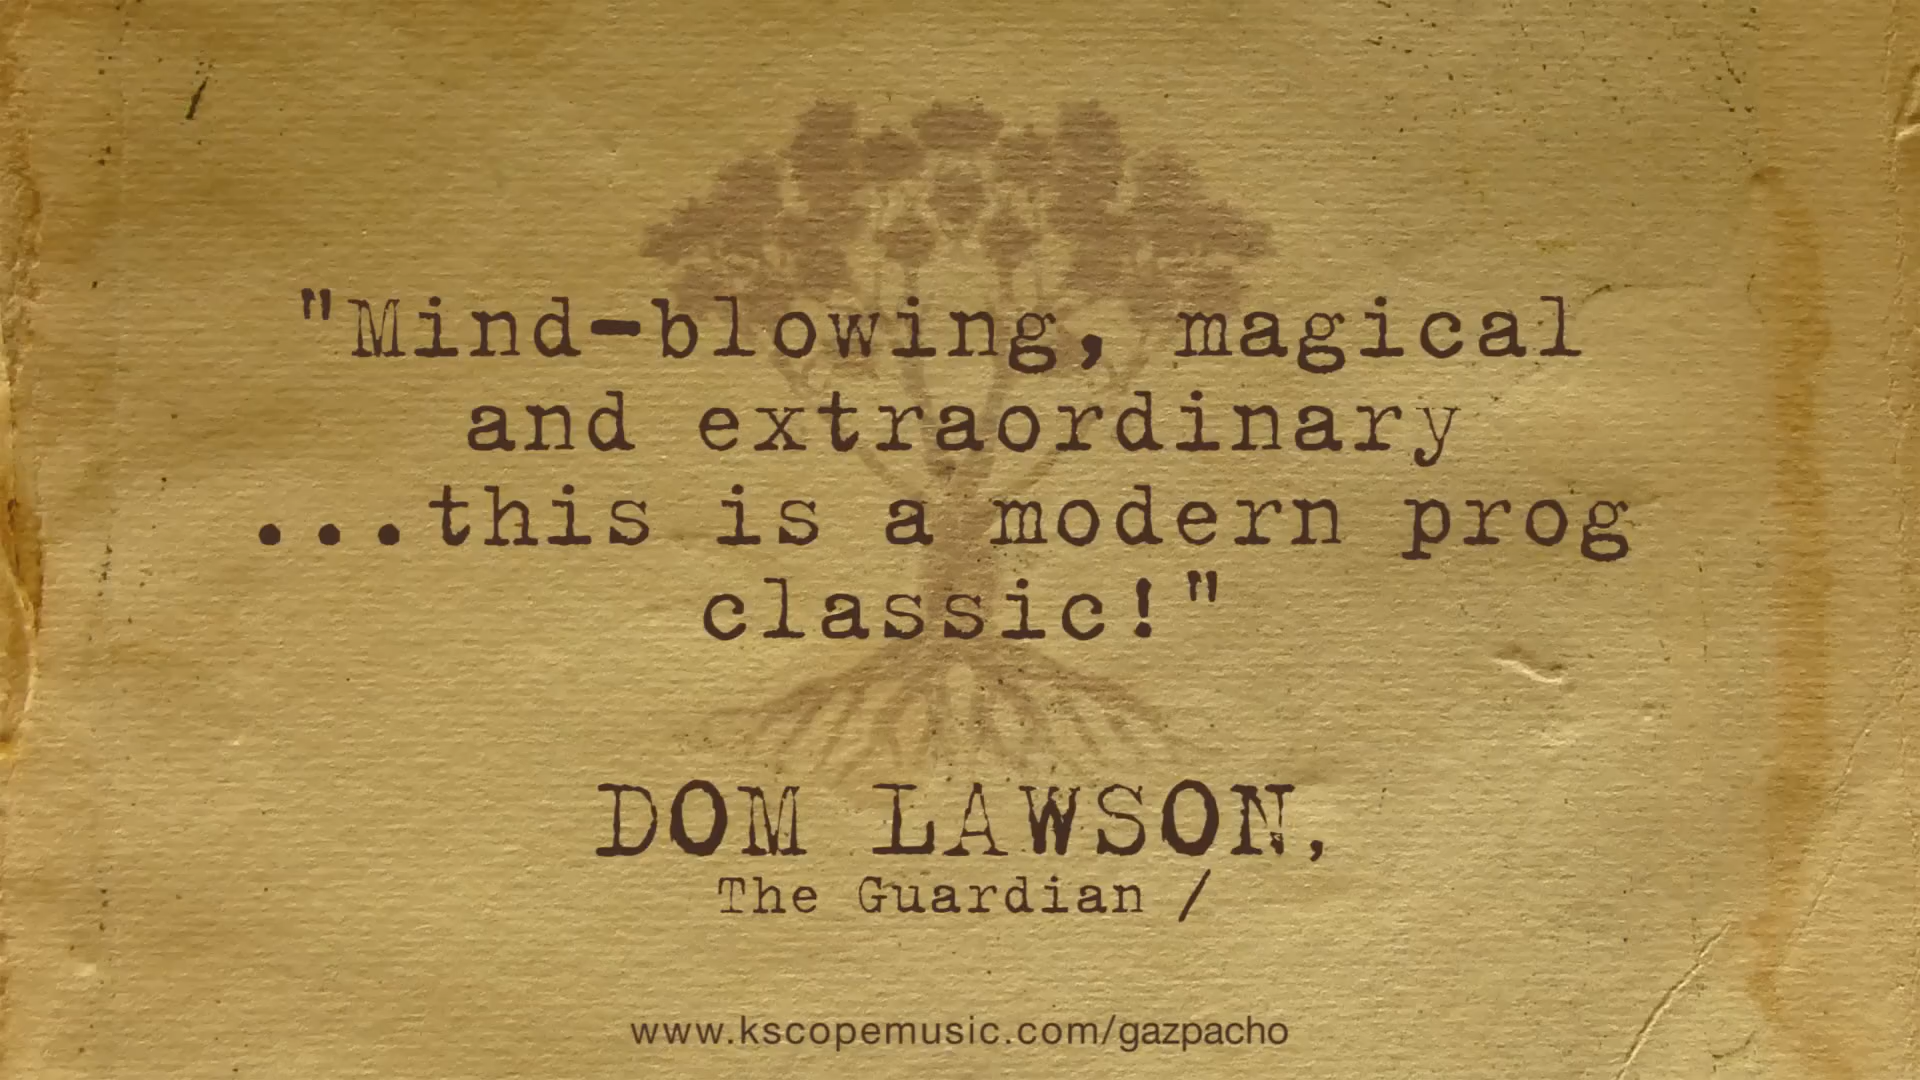 "Mind-blowing, magical
and extraordinary
...this is a modern prog
classic!"
DOM LAWSON,
The Guardian /
www.kscopemusic.com/gazpacho